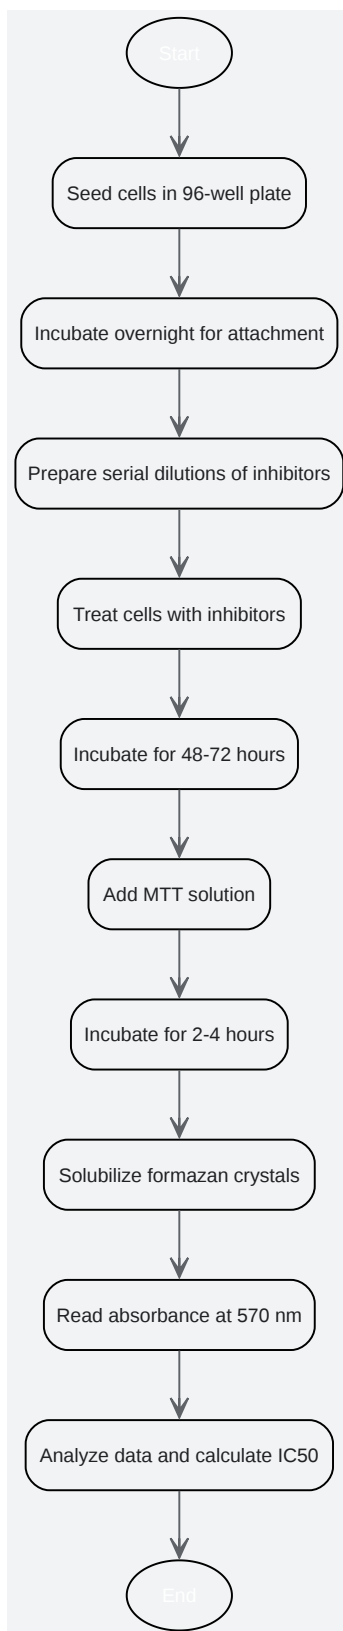 Start
Seed cells in 96-well plate
Incubate overnight for attachment
Prepare serial dilutions of inhibitors
Treat cells with inhibitors
Incubate for 48-72 hours
Add MTT solution
Incubate for 2-4 hours
Solubilize formazan crystals
Read absorbance at 570 nm
Analyze data and calculate IC50
End